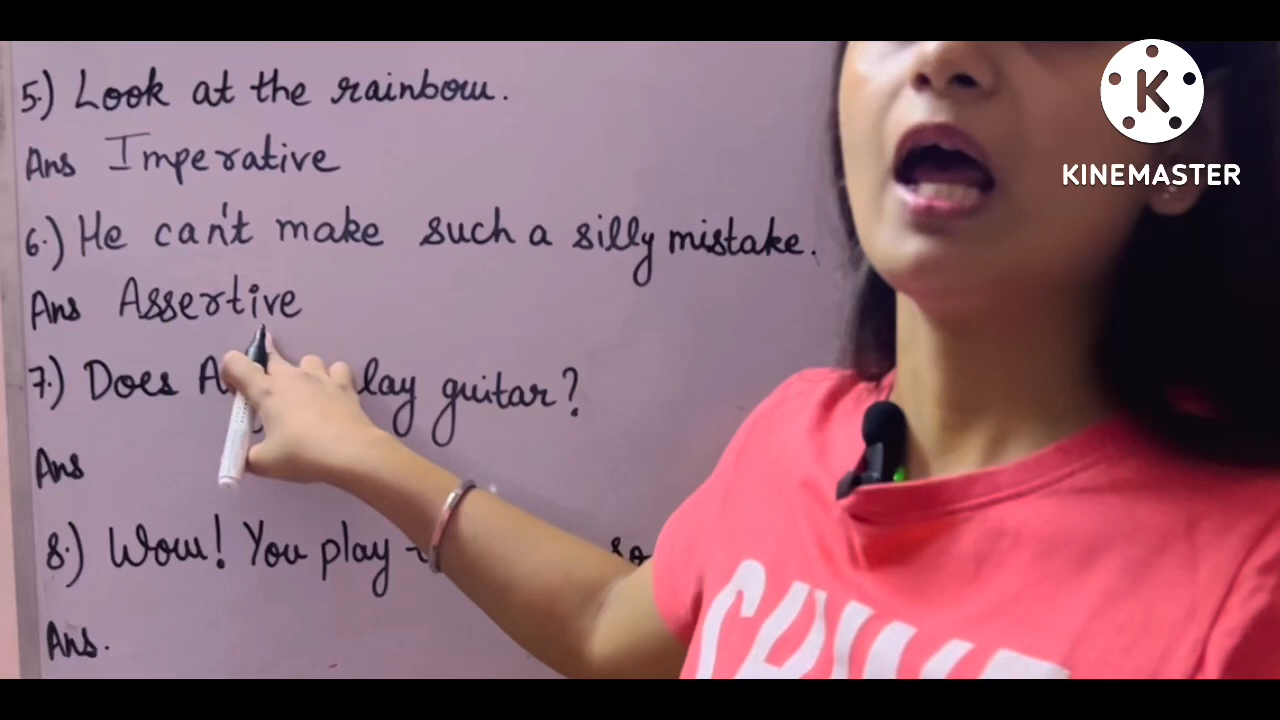 5.) Look at the rainbow.
Ans Imperative
6.) He can't make such a silly mistake.
Ans Assertive
7.) Does guitar?
Ans
8.) Wow! You play so
Ans.
KINEMASTER